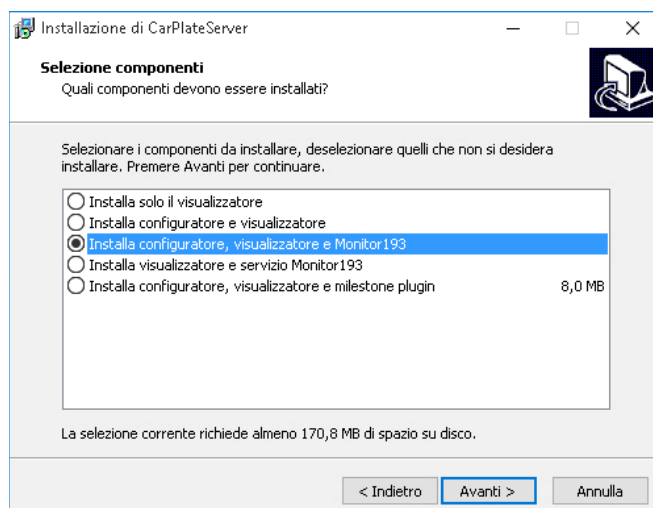 Installazione di CarPlateServer
Selezione componenti
Quali componenti devono essere installati?
Selezionare i componenti da installare, deselezionare quelli che non si desidera
installare. Premere Avanti per continuare.
Installa solo il visualizzatore
Installa configuratore e visualizzatore
Installa configuratore, visualizzatore e Monitor193
Installa visualizzatore e servizio Monitor193
Installa configuratore, visualizzatore e milestone plugin 8,0 MB
La selezione corrente richiede almeno 170,8 MB di spazio su disco.
< Indietro Avanti > Annulla